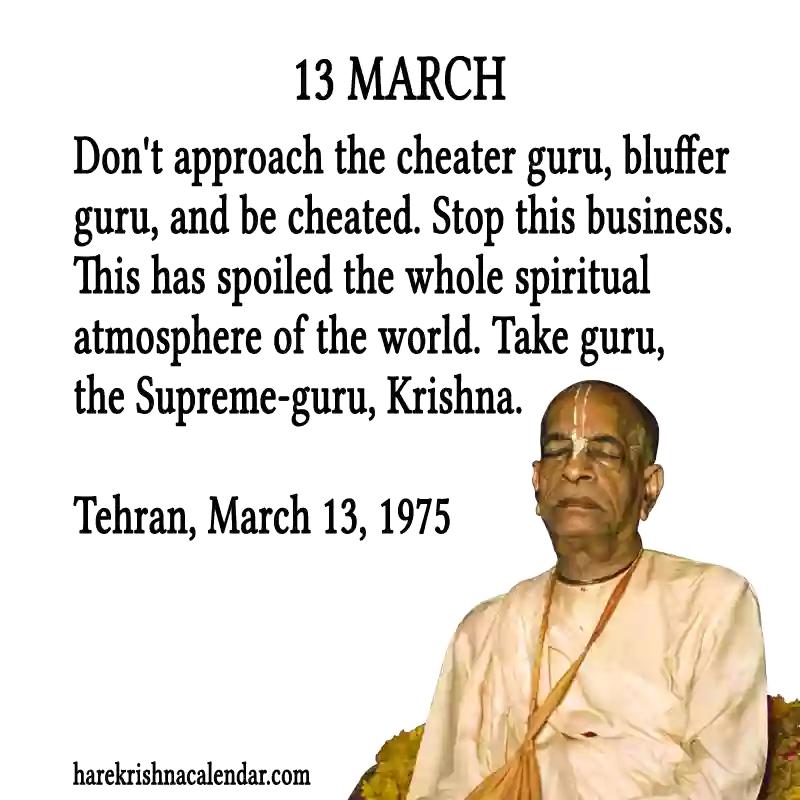 13 MARCH
Don't approach the cheater guru, bluffer
guru, and be cheated. Stop this business.
This has spoiled the whole spiritual
atmosphere of the world. Take guru,
the Supreme-guru, Krishna.
Tehran, March 13, 1975
harekrishnacalendar.com